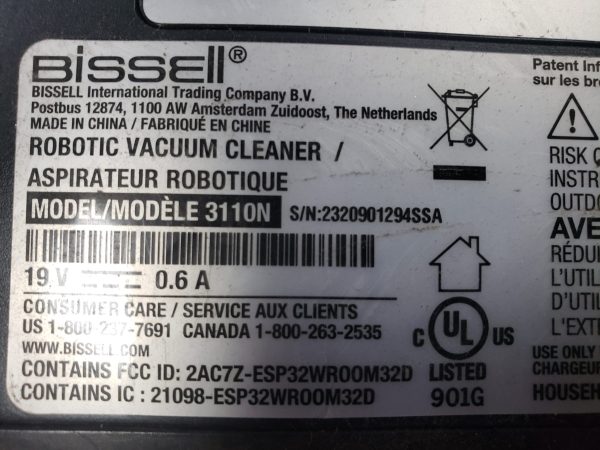 BISSELL®
BISSELL International Trading Company B.V.
Postbus 12874, 1100 AW Amsterdam Zuidoost, The Netherlands
MADE IN CHINA / FABRIQUÉ EN CHINE
ROBOTIC VACUUM CLEANER /
ASPIRATEUR ROBOTIQUE
MODEL/MODÈLE 3110N S/N:2320901294SSA
19 V 0.6 A
CONSUMER CARE / SERVICE AUX CLIENTS
US 1-800-237-7691 CANADA 1-800-263-2535
WWW.BISSELL.COM
CONTAINS FCC ID: 2AC7Z-ESP32WROOM32D
CONTAINS IC : 21098-ESP32WROOM32D
C UL US
LISTED
901G
Patent Inf
sur les bre
!
RISK O
INSTR
OUTDO
AVE
RÉDU
L'UTIL
D'UTIL
L'EXT
USE ONLY
CHARG
HOUSEH